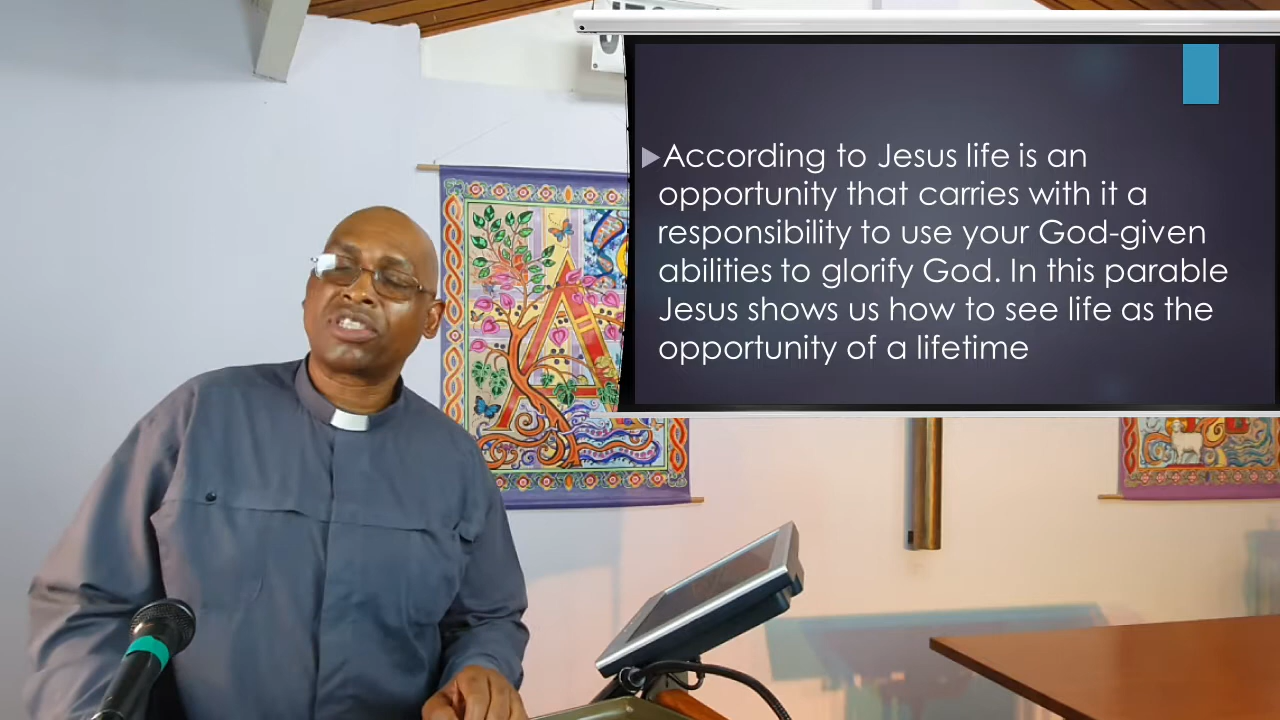 According to Jesus life is an
opportunity that carries with it a
responsibility to use your God-given
abilities to glorify God. In this parable
Jesus shows us how to see life as the
opportunity of a lifetime